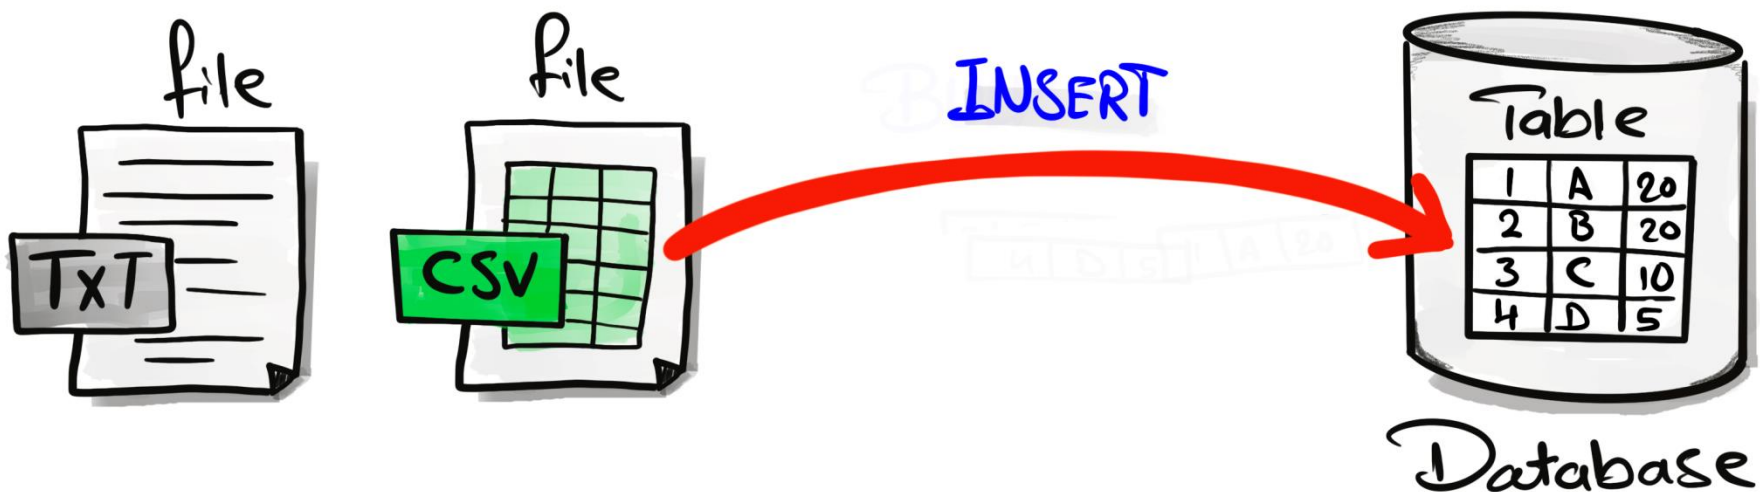 file
TxT
file
CSV
INSERT
Table
1 A 20
2 B 20
3 C 10
4 D 5
Database